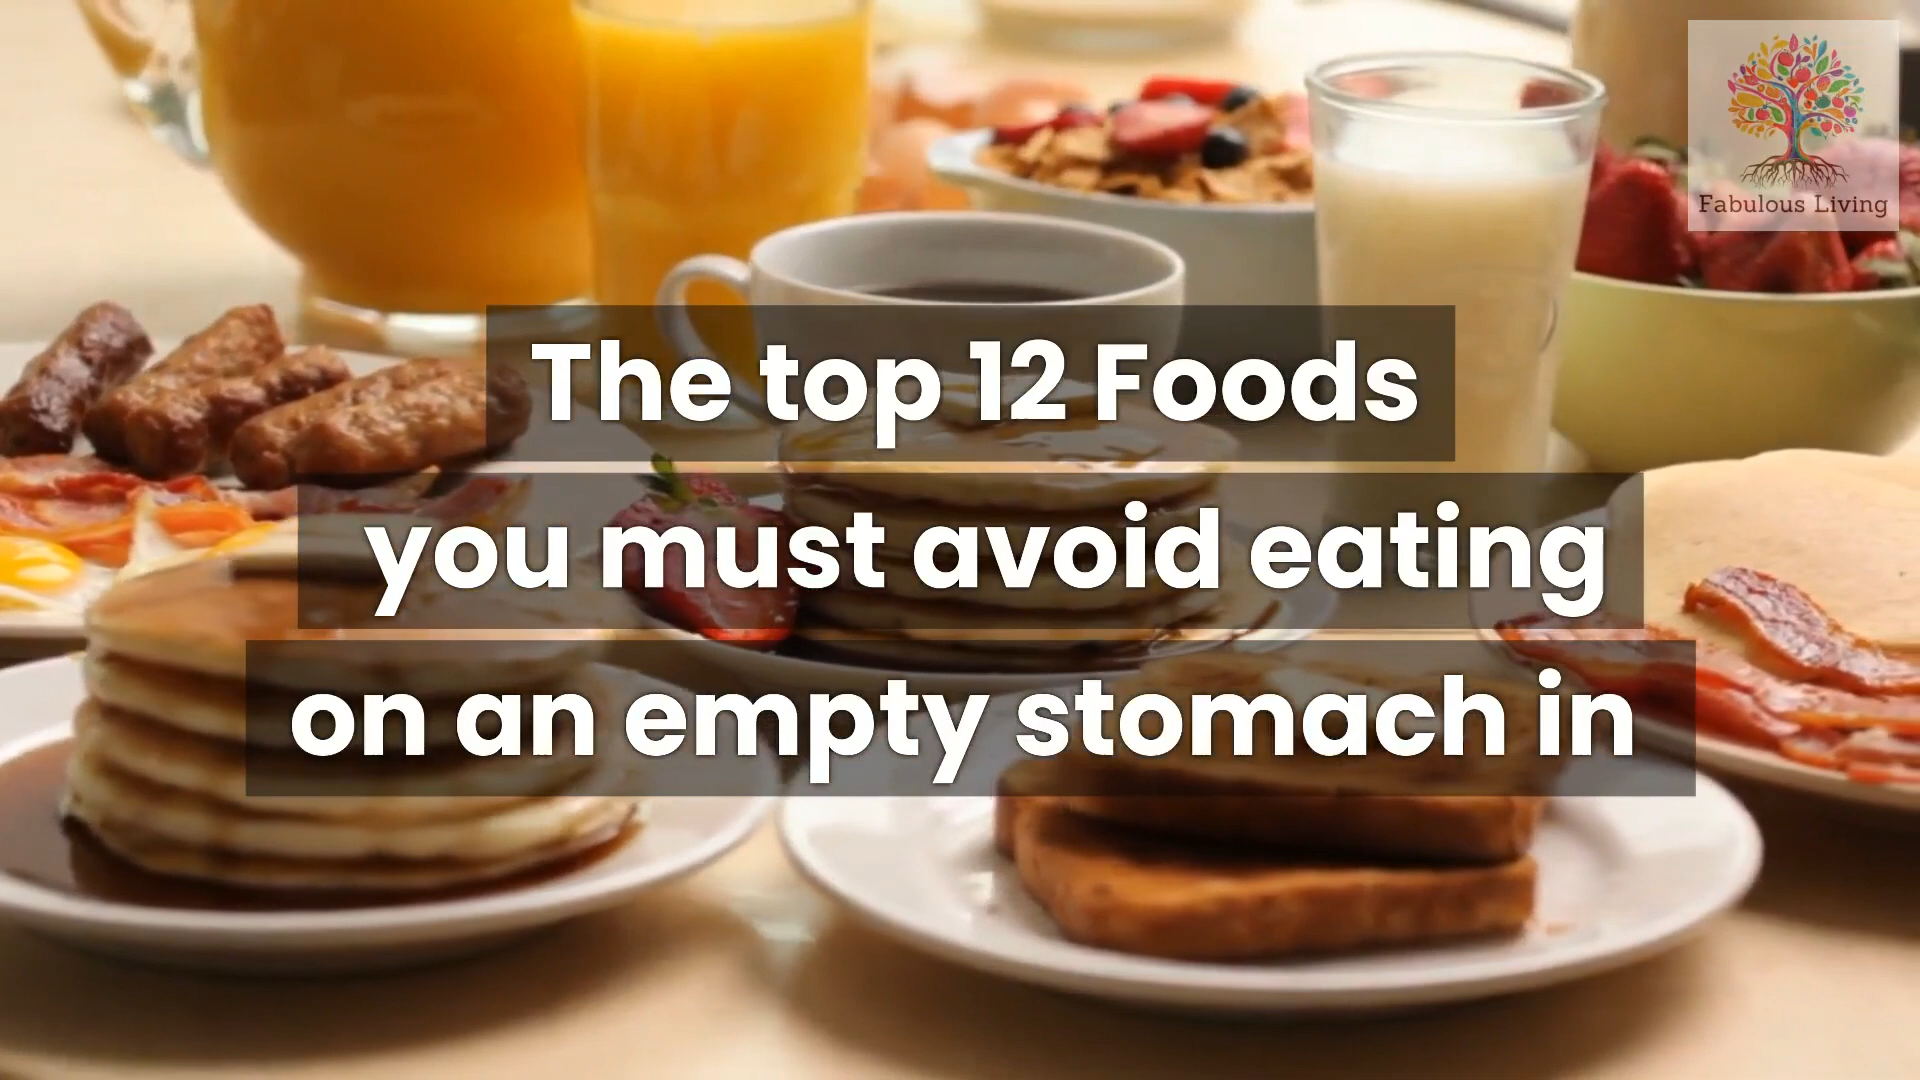 Fabulous Living
The top 12 Foods
you must avoid eating
on an empty stomach in